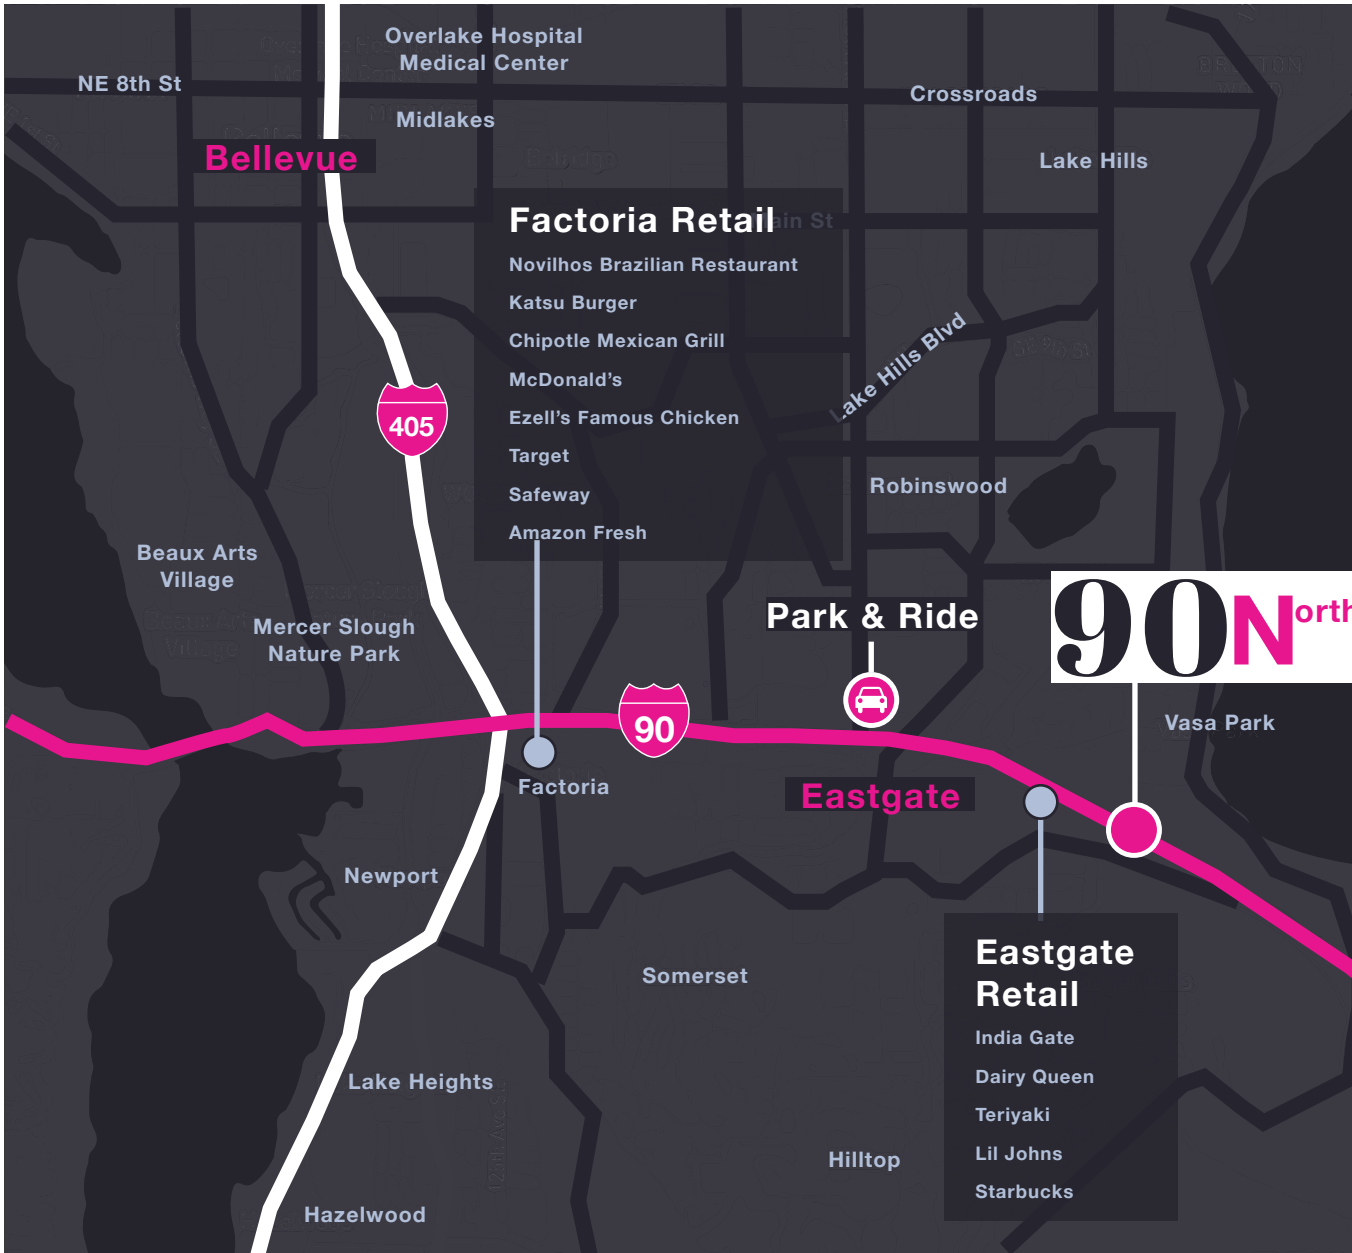 Overlake Hospital
Medical Center
NE 8th St
Crossroads
Midlakes
Bellevue
Lake Hills
Factoria Retail
ain St
Novilhos Brazilian Restaurant
Katsu Burger
Chipotle Mexican Grill
McDonald’s
Ezell’s Famous Chicken
Target
Safeway
Amazon Fresh
Lake Hills Blvd
405
Robinswood
Beaux Arts
Village
Mercer Slough
Nature Park
Park & Ride
90North
Vasa Park
90
Factoria
Eastgate
Newport
Somerset
Eastgate
Retail
India Gate
Dairy Queen
Teriyaki
Lil Johns
Starbucks
Lake Heights
Hilltop
Hazelwood